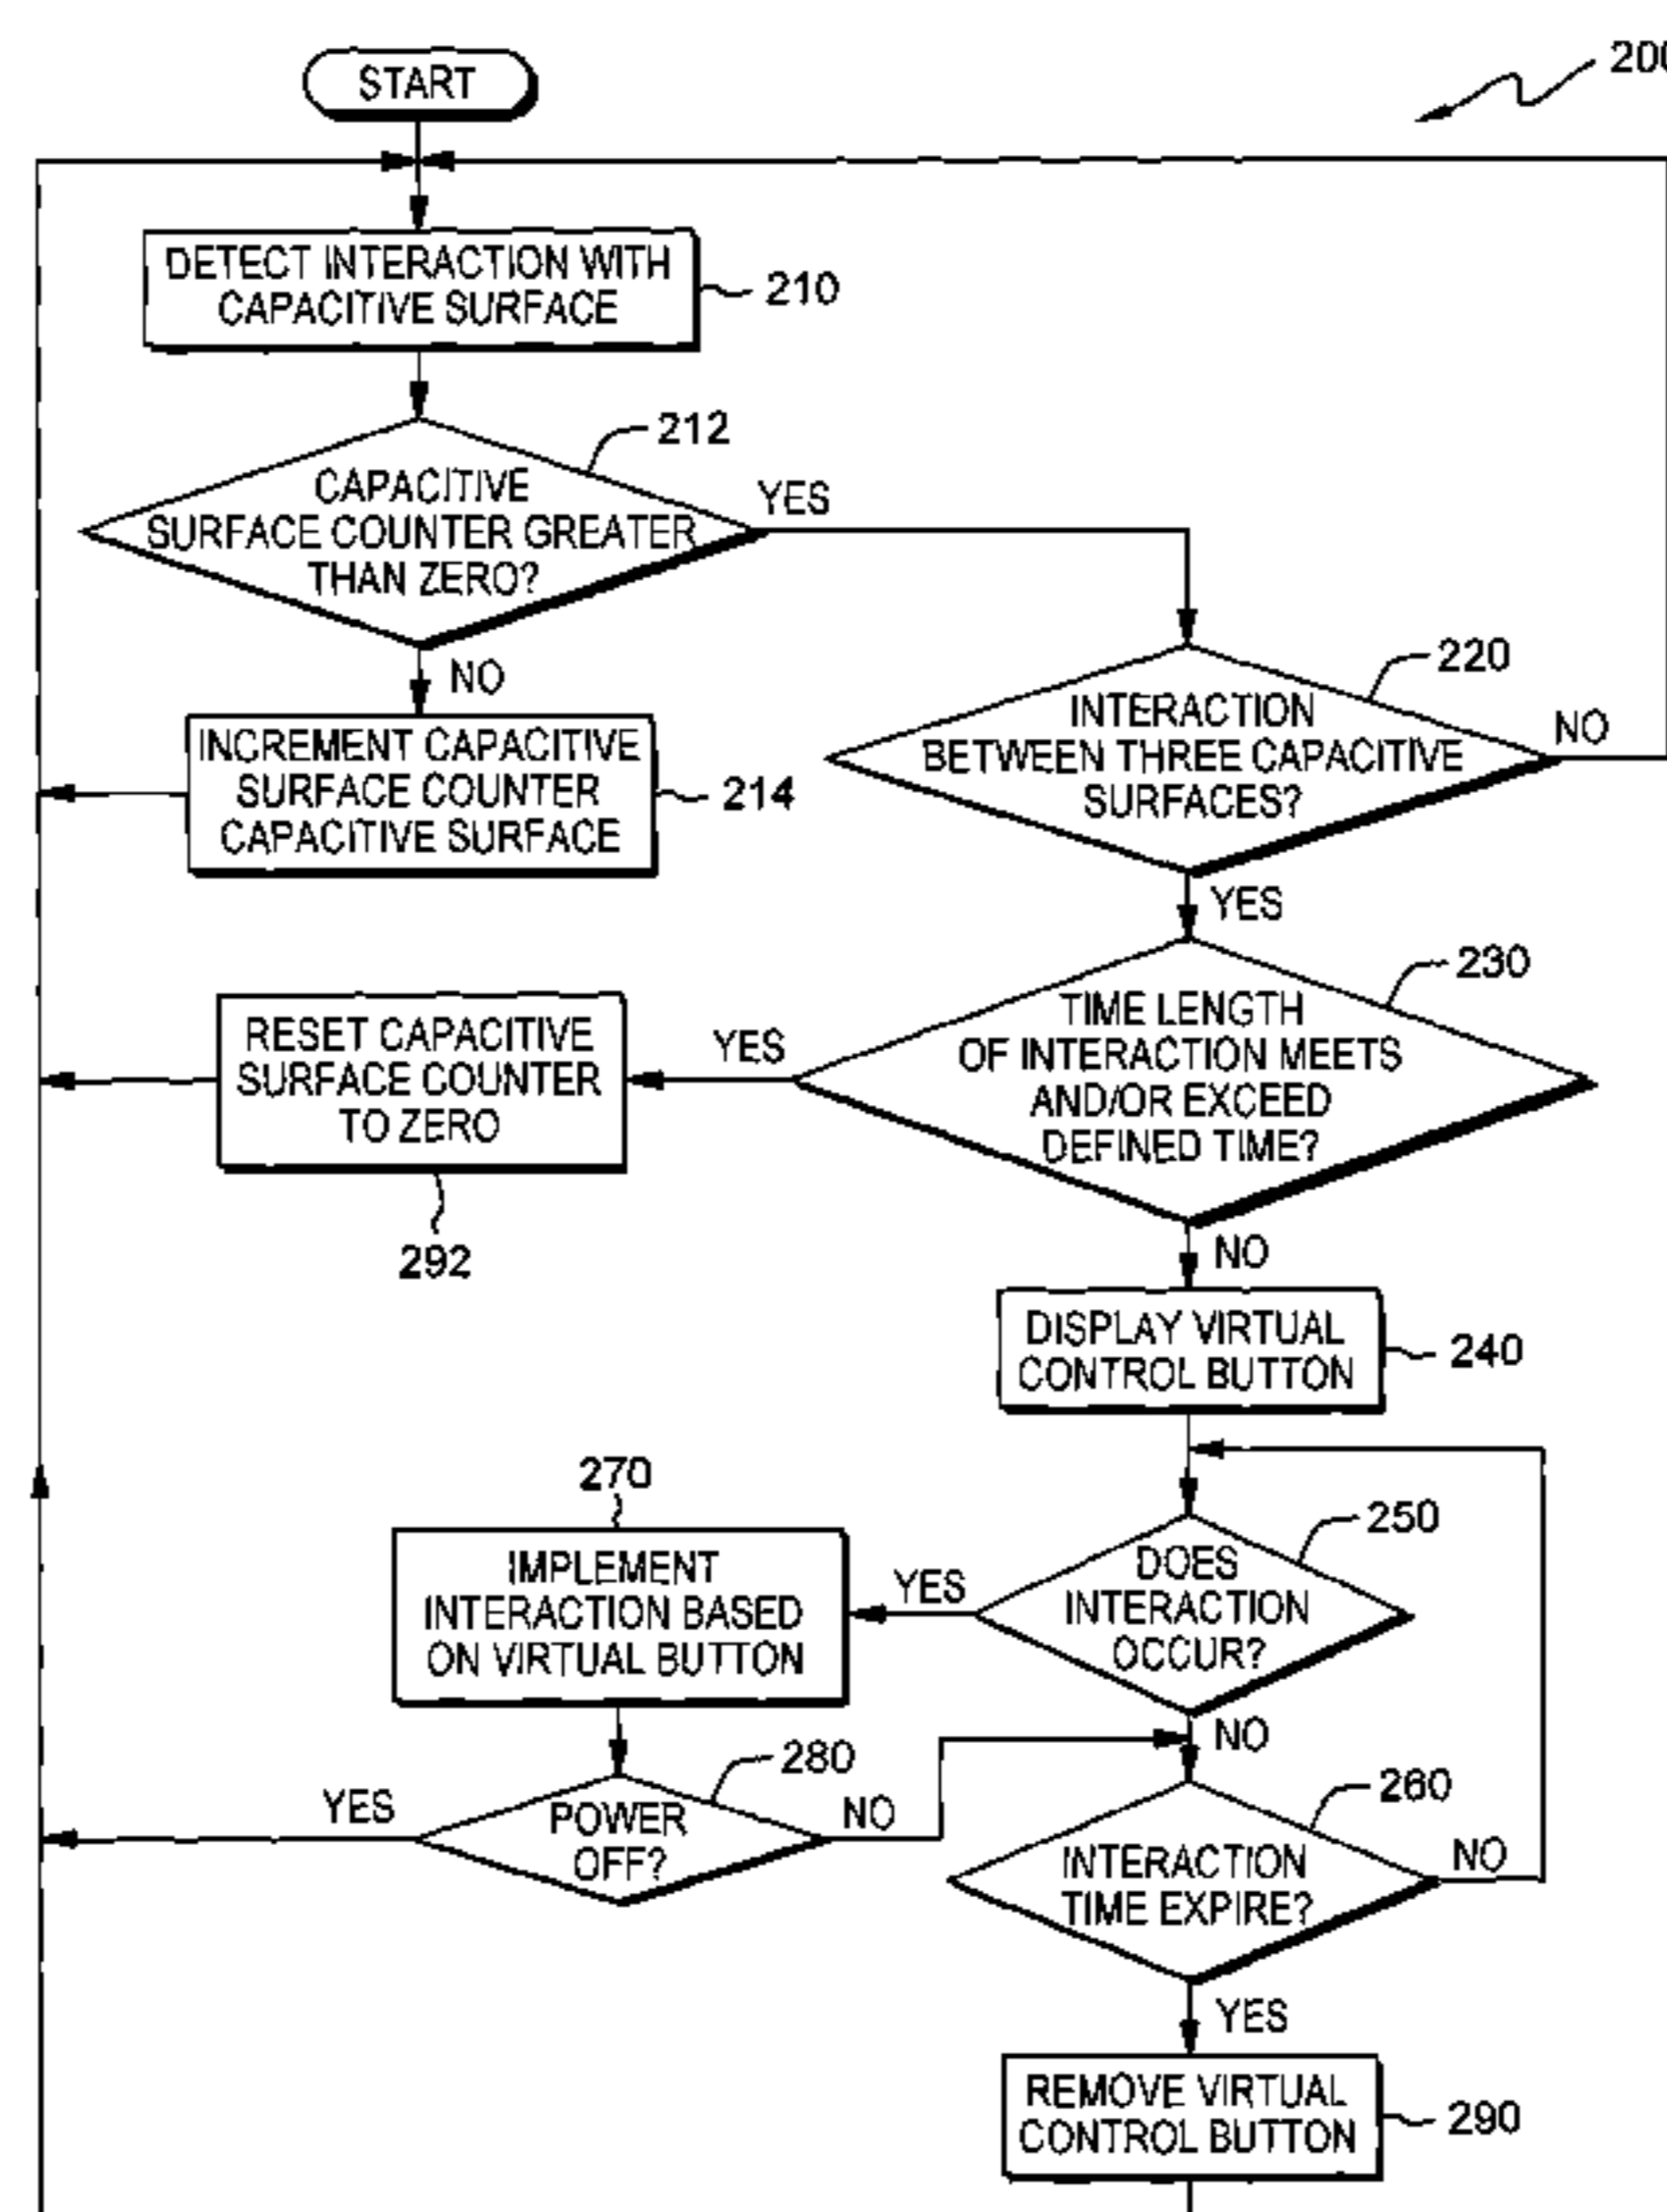 START
200
DETECT INTERACTION WITH
CAPACITIVE SURFACE
210
212
CAPACITIVE
SURFACE COUNTER GREATER
THAN ZERO?
YES
NO
220
INTERACTION
BETWEEN THREE CAPACITIVE
SURFACES?
NO
YES
INCREMENT CAPACITIVE
SURFACE COUNTER
CAPACITIVE SURFACE
214
230
TIME LENGTH
OF INTERACTION MEETS
AND/OR EXCEED
DEFINED TIME?
YES
NO
RESET CAPACITIVE
SURFACE COUNTER
TO ZERO
292
DISPLAY VIRTUAL
CONTROL BUTTON
240
250
DOES
INTERACTION
OCCUR?
YES
NO
270
IMPLEMENT
INTERACTION BASED
ON VIRTUAL BUTTON
280
POWER
OFF?
YES
NO
260
INTERACTION
TIME EXPIRE?
NO
YES
REMOVE VIRTUAL
CONTROL BUTTON
290